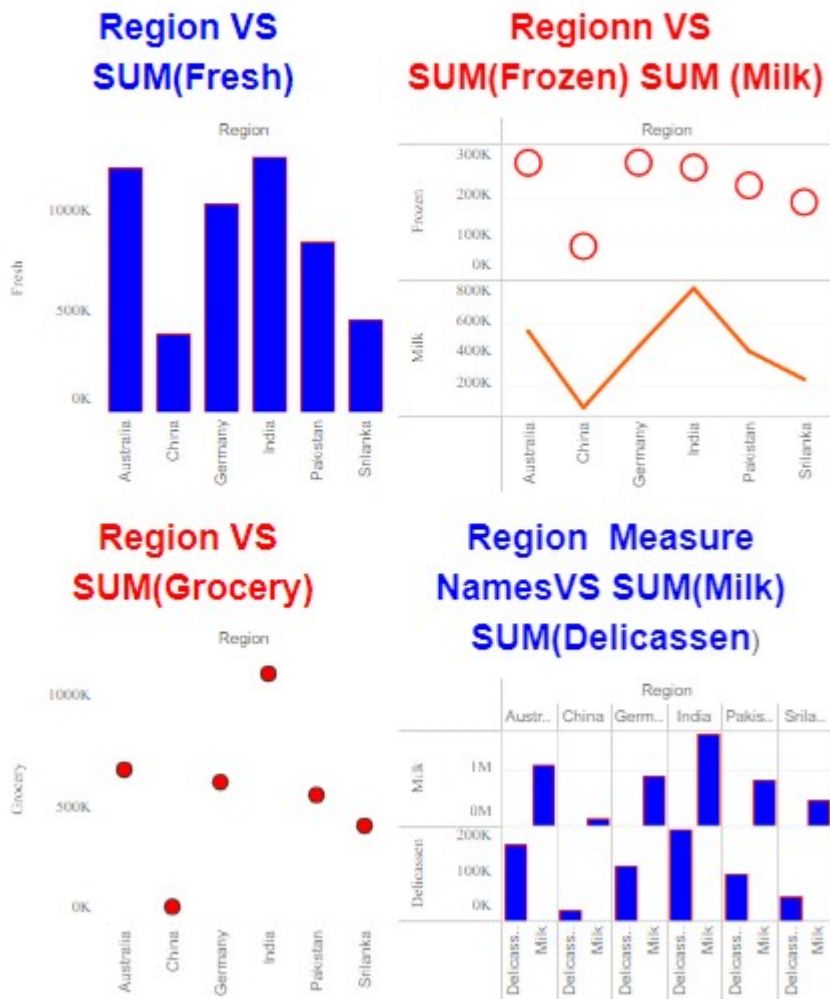 Region VS
SUM(Fresh)
Region
Fresh
1000K
500K
0K
Australia
China
Germany
India
Pakistan
Srilanka
Regionn VS
SUM(Frozen) SUM (Milk)
Region
Frozen
300K
200K
100K
0K
Milk
800K
600K
400K
200K
Australia
China
Germany
India
Pakistan
Srilanka
Region VS
SUM(Grocery)
Region
Grocery
1000K
500K
0K
Australia
China
Germany
India
Pakistan
Srilanka
Region Measure
NamesVS SUM(Milk)
SUM(Delicassen)
Region
Austr.. China Germ.. India Pakis.. Srila..
Milk
1M
0M
Delicassen
200K
100K
0K
Delicass..
Milk
Delicass..
Milk
Delicass..
Milk
Delicass..
Milk
Delicass..
Milk
Delicass..
Milk